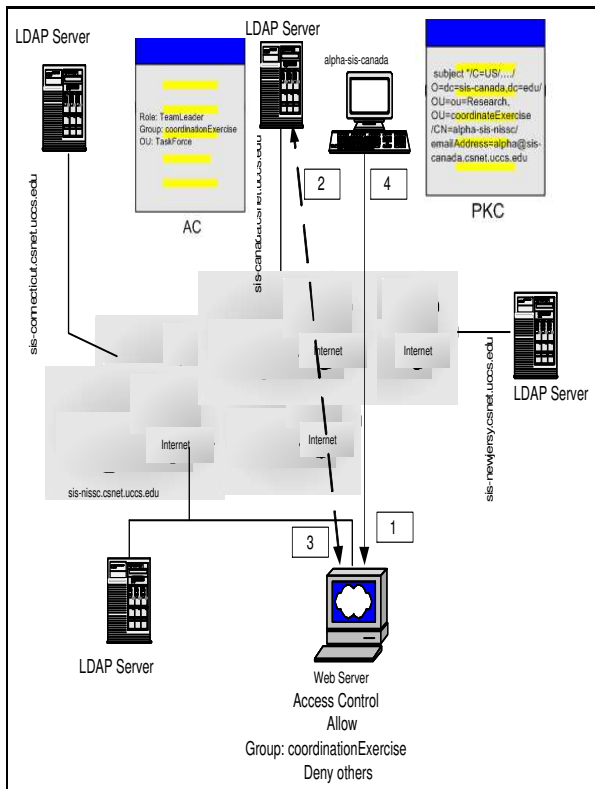 LDAP Server
LDAP Server
alpha-sis-canada
Role: TeamLeader
Group: coordinationExercise
OU: TaskForce
AC
subject "/C=US/,..../
O=dc=sis-canada,dc=edu/
OU=ou=Research,
OU=coordinateExercise
/CN=alpha-sis-nissc/
emailAddress=alpha@sis-
canada.csnet.uccs.edu
PKC
2
4
sis-connecticut.csnet.uccs.edu
sis-canada.csnet.uccs.edu
Internet
Internet
LDAP Server
sis-newjersy.csnet.uccs.edu
Internet
Internet
sis-nissc.csnet.uccs.edu
3
1
LDAP Server
Web Server
Access Control
Allow
Group: coordinationExercise
Deny others